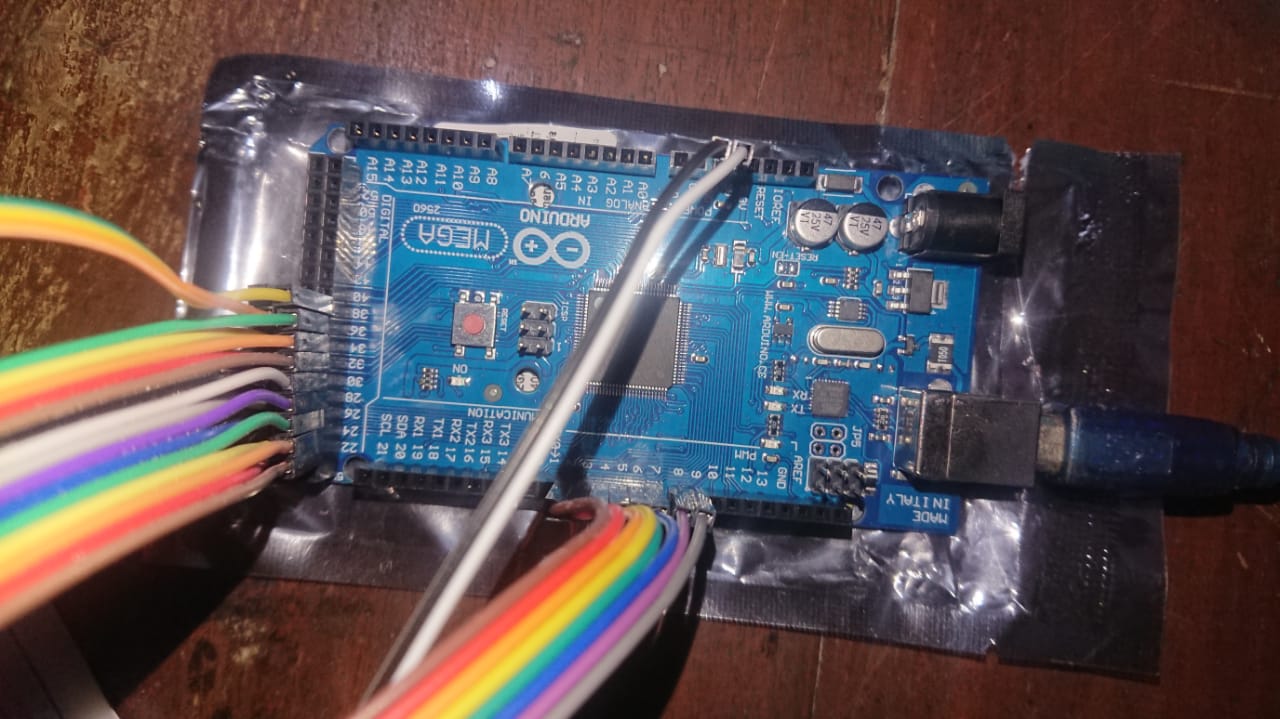 A15
A14
A13
A12
A11
A10
A9
A8
A7
A5
A4
A3
A2
A1
A0
ANALOG IN
RESET
IOREF
47
25V
VT
47
25V
VT
RESET-EN
DIGITAL
2560
MEGA
ARDUINO
ICSP
RESET
ON
WWW.ARDUINO.CC
1050
RX
TX
JP5
40
38
36
34
32
30
28
26
24
22
COMMUNICATION
SCL 21
SDA 20
RX1 19
TX1 18
RX2 17
TX2 16
RX3 15
TX3 14
5
6
7
8
9
10
11
12
13
GND
AREF
PWM
MADE
IN ITALY